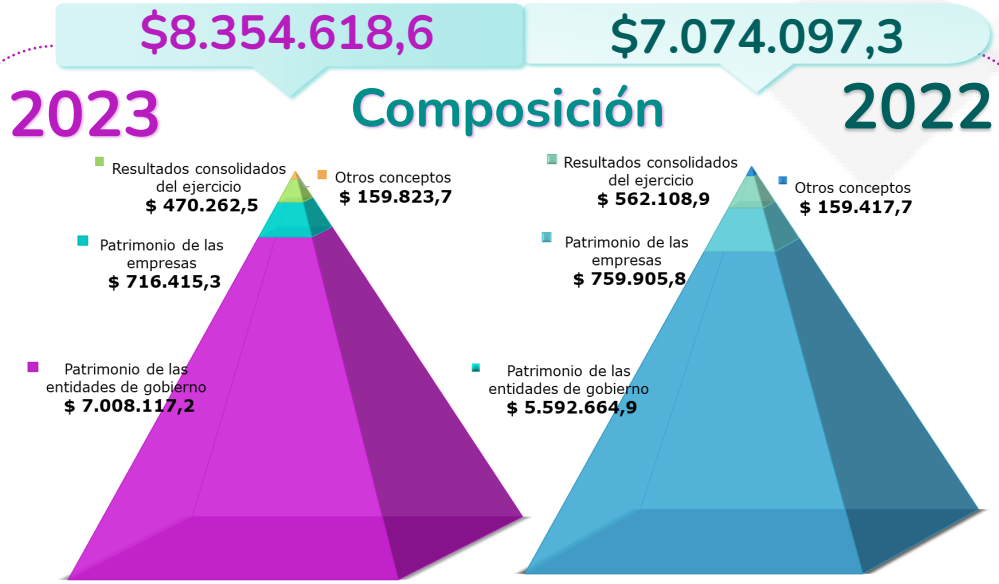 $8.354.618,6
$7.074.097,3
2023
Composición
2022
Resultados consolidados
del ejercicio
$ 470.262,5
Otros conceptos
$ 159.823,7
Patrimonio de las
empresas
$ 716.415,3
Patrimonio de las
entidades de gobierno
$ 7.008.117,2
Resultados consolidados
del ejercicio
$ 562.108,9
Otros conceptos
$ 159.417,7
Patrimonio de las
empresas
$ 759.905,8
Patrimonio de las
entidades de gobierno
$ 5.592.664,9